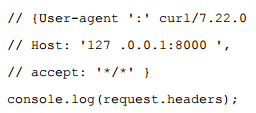 // {User-agent ':' curl/7.22.0
// Host: '127 .0.0.1:8000 ',
// accept: '*/*' }
console.log(request.headers);